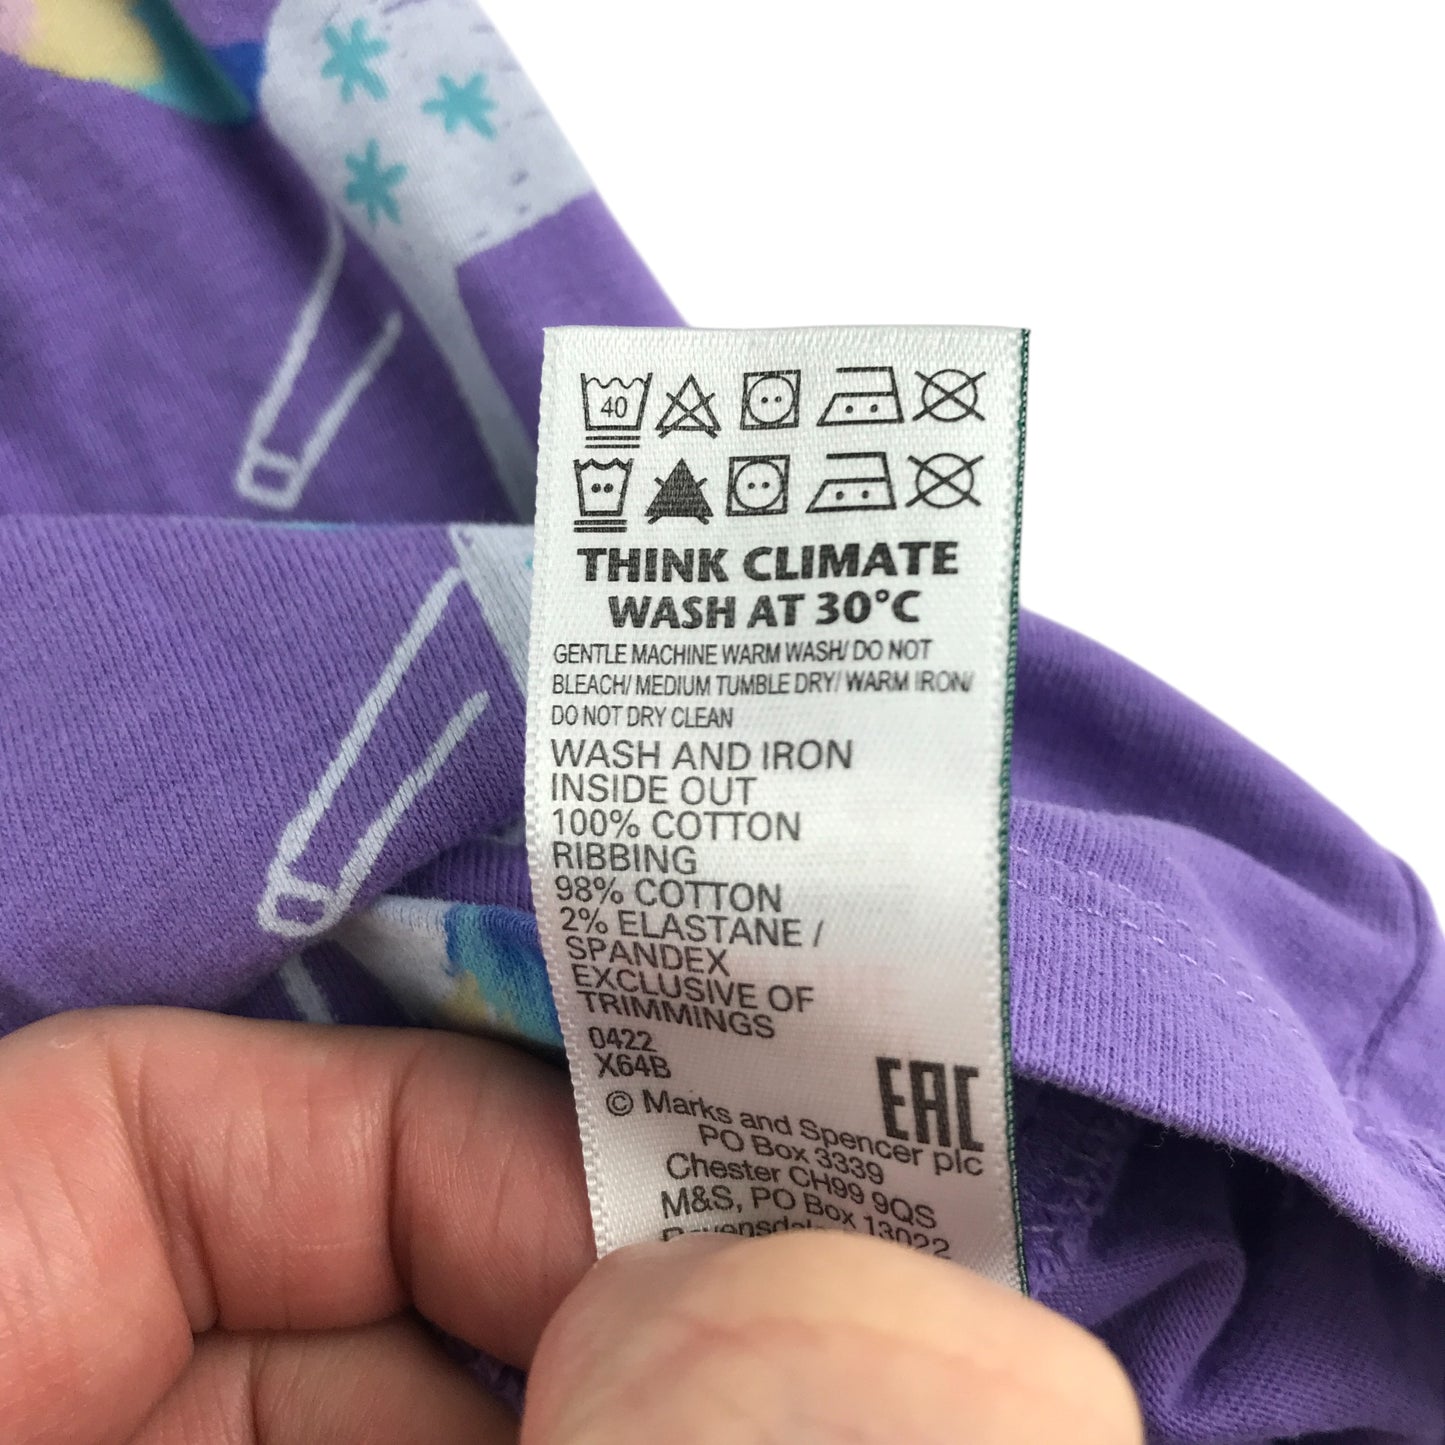 40
THINK CLIMATE
WASH AT 30°C
GENTLE MACHINE WARM WASH/ DO NOT
BLEACH/ MEDIUM TUMBLE DRY/ WARM IRON/
DO NOT DRY CLEAN
WASH AND IRON
INSIDE OUT
100% COTTON
RIBBING
98% COTTON
2% ELASTANE /
SPANDEX
EXCLUSIVE OF
TRIMMINGS
0422
X64B
EAC
© Marks and Spencer plc
PO Box 3339
Chester CH99 9QS
M&S, PO Box 13022